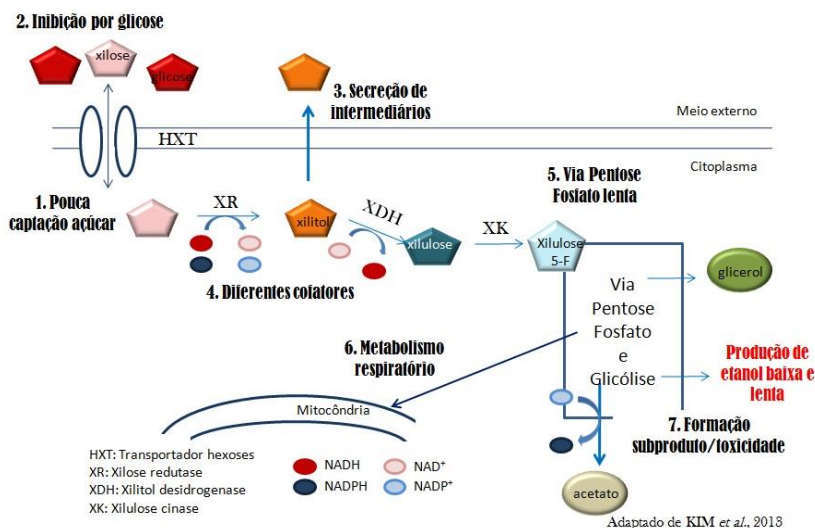 2. Inibição por glicose
xilose
glicose
3. Secreção de
intermediários
Meio externo
HXT
Citoplasma
1. Pouca
captação açúcar
XR
xilitol
XDH
xilulose
XK
5. Via Pentose
Fosfato lenta
Xilulose
5-F
glicerol
4. Diferentes cofatores
Via
Pentose
Fosfato
e
Glicólise
6. Metabolismo
respiratório
Produção de
etanol baixa e
lenta
Mitocôndria
7. Formação
subproduto/toxicidade
HXT: Transportador hexoses
XR: Xilose redutase
XDH: Xilitol desidrogenase
XK: Xilulose cinase
NADH
NAD⁺
NADPH
NADP⁺
acetato
Adaptado de KIM et al., 2013